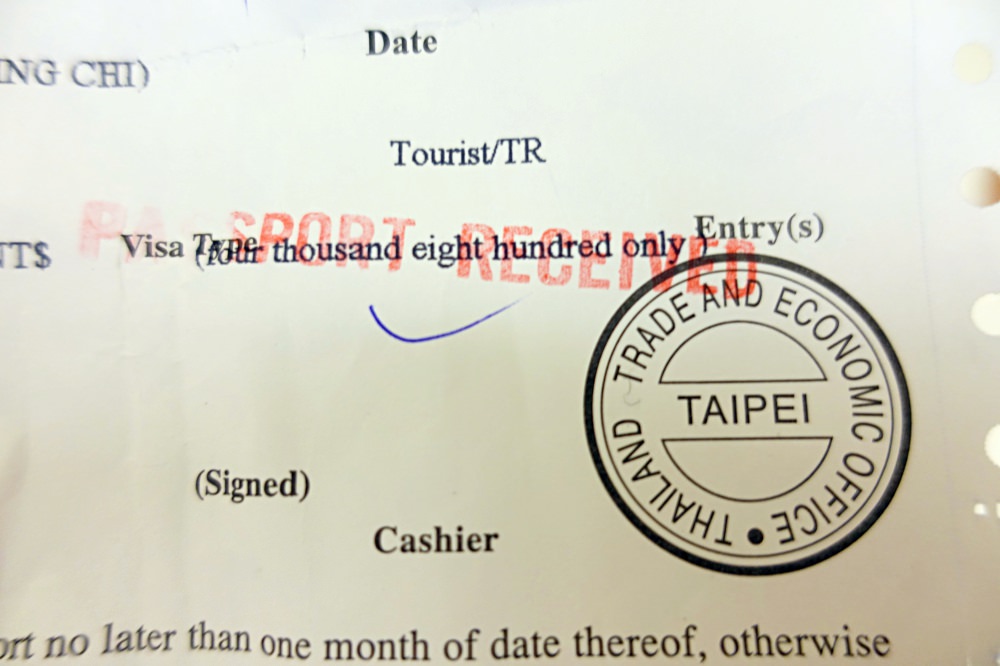 Date
ING CHI)
Tourist/TR
PASSPORT RECEIVED
Entry(s)
NT$ Visa Type (four thousand eight hundred only )
THAILAND TRADE AND ECONOMIC OFFICE •
TAIPEI
(Signed)
Cashier
ort no later than one month of date thereof, otherwise